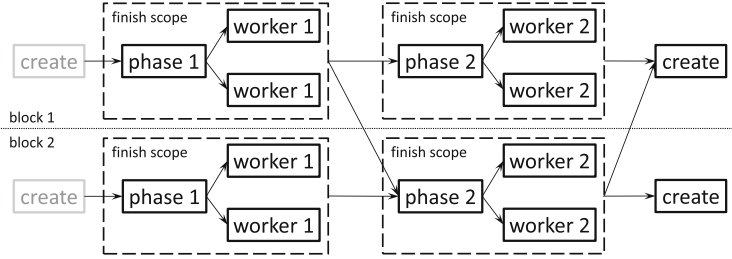 finish scope
worker 1
finish scope
worker 2
create
phase 1
phase 2
create
worker 1
worker 2
block 1
block 2
finish scope
worker 1
finish scope
worker 2
create
phase 1
phase 2
create
worker 1
worker 2